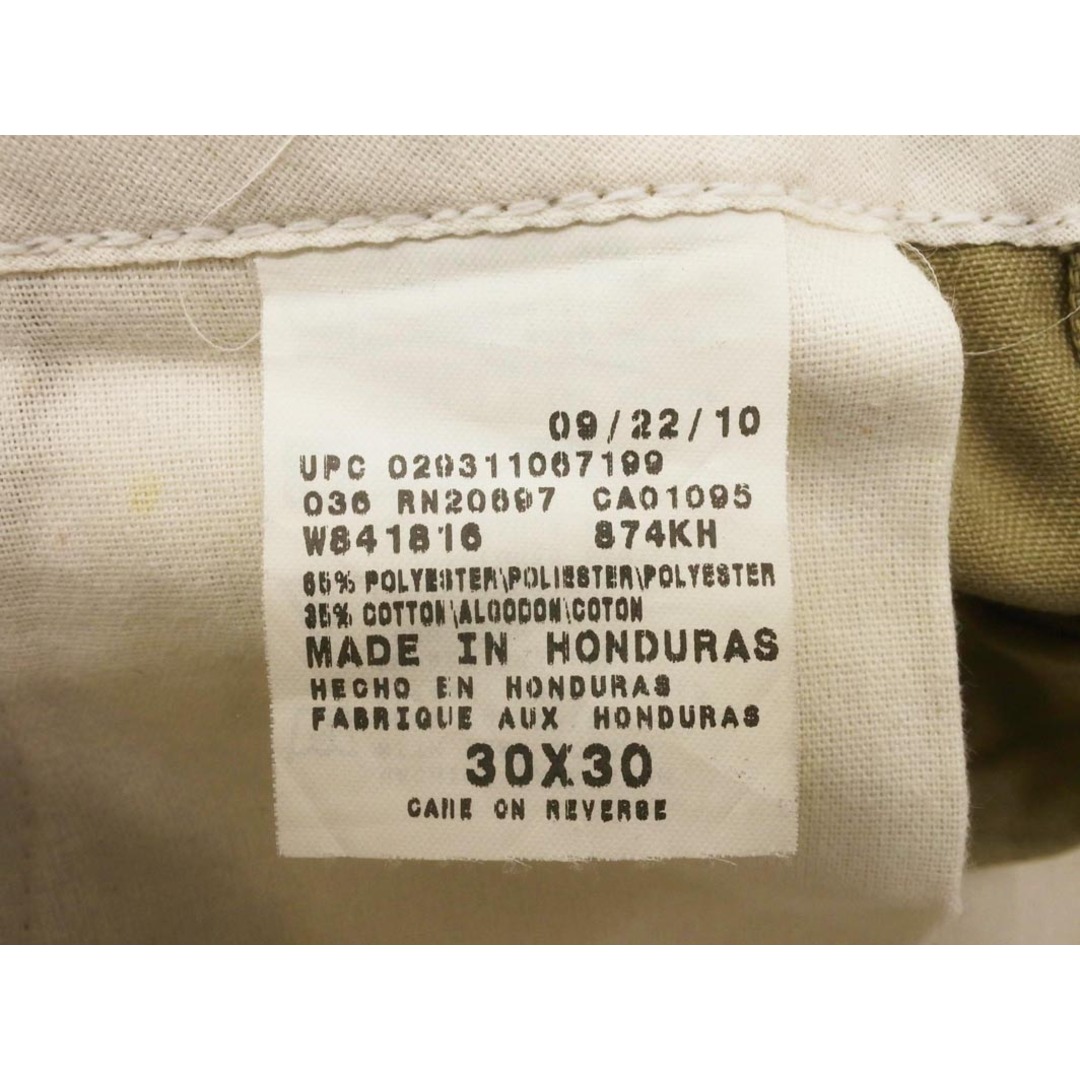 09/22/10
UPC 029311067199
036 RN20697 CA01095
W841816 874KH
65% POLYESTER\POLIESTER\POLYESTER
35% COTTON\ALGODON\COTON
MADE IN HONDURAS
HECHO EN HONDURAS
FABRIQUE AUX HONDURAS
30X30
CARE ON REVERSE